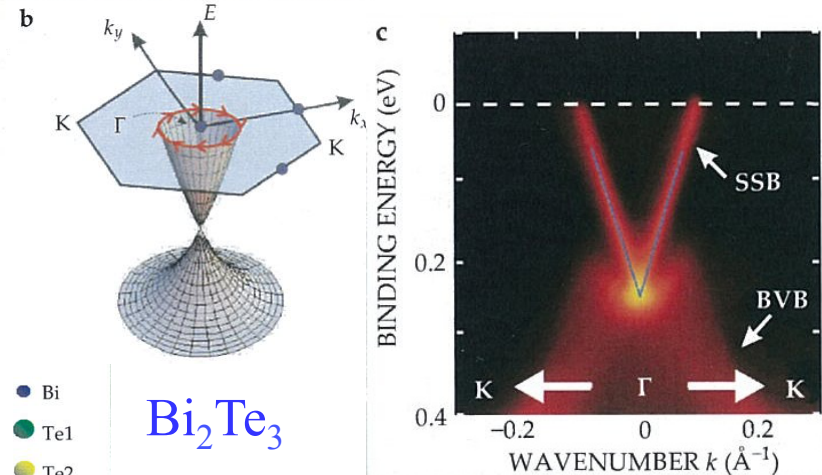 b
E
k_y
K
Γ
k_x
K
Bi
Te1
Te2
Bi₂Te₃
c
BINDING ENERGY (eV)
0
0.2
0.4
SSB
BVB
K Γ K
−0.2 0 0.2
WAVENUMBER k (Å⁻¹)